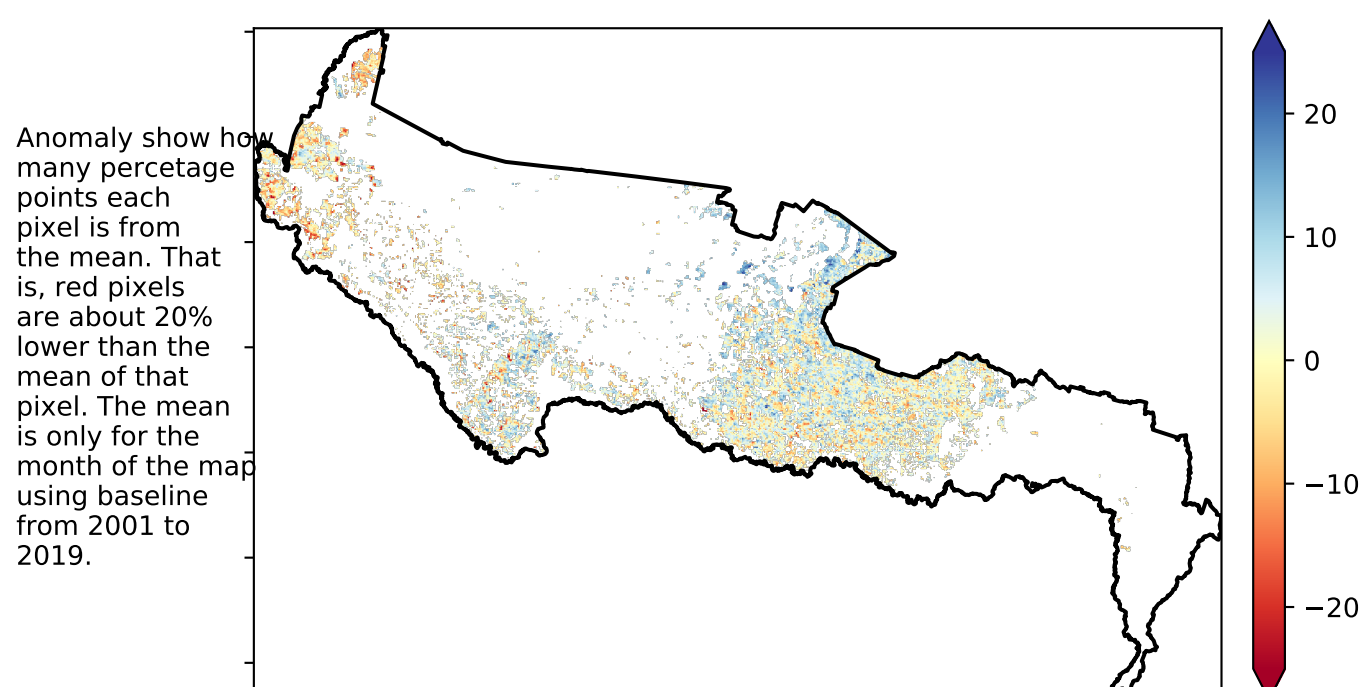 Anomaly show how
many percetage
points each
pixel is from
the mean. That
is, red pixels
are about 20%
lower than the
mean of that
pixel. The mean
is only for the
month of the map
using baseline
from 2001 to
2019.
20
10
0
−10
−20